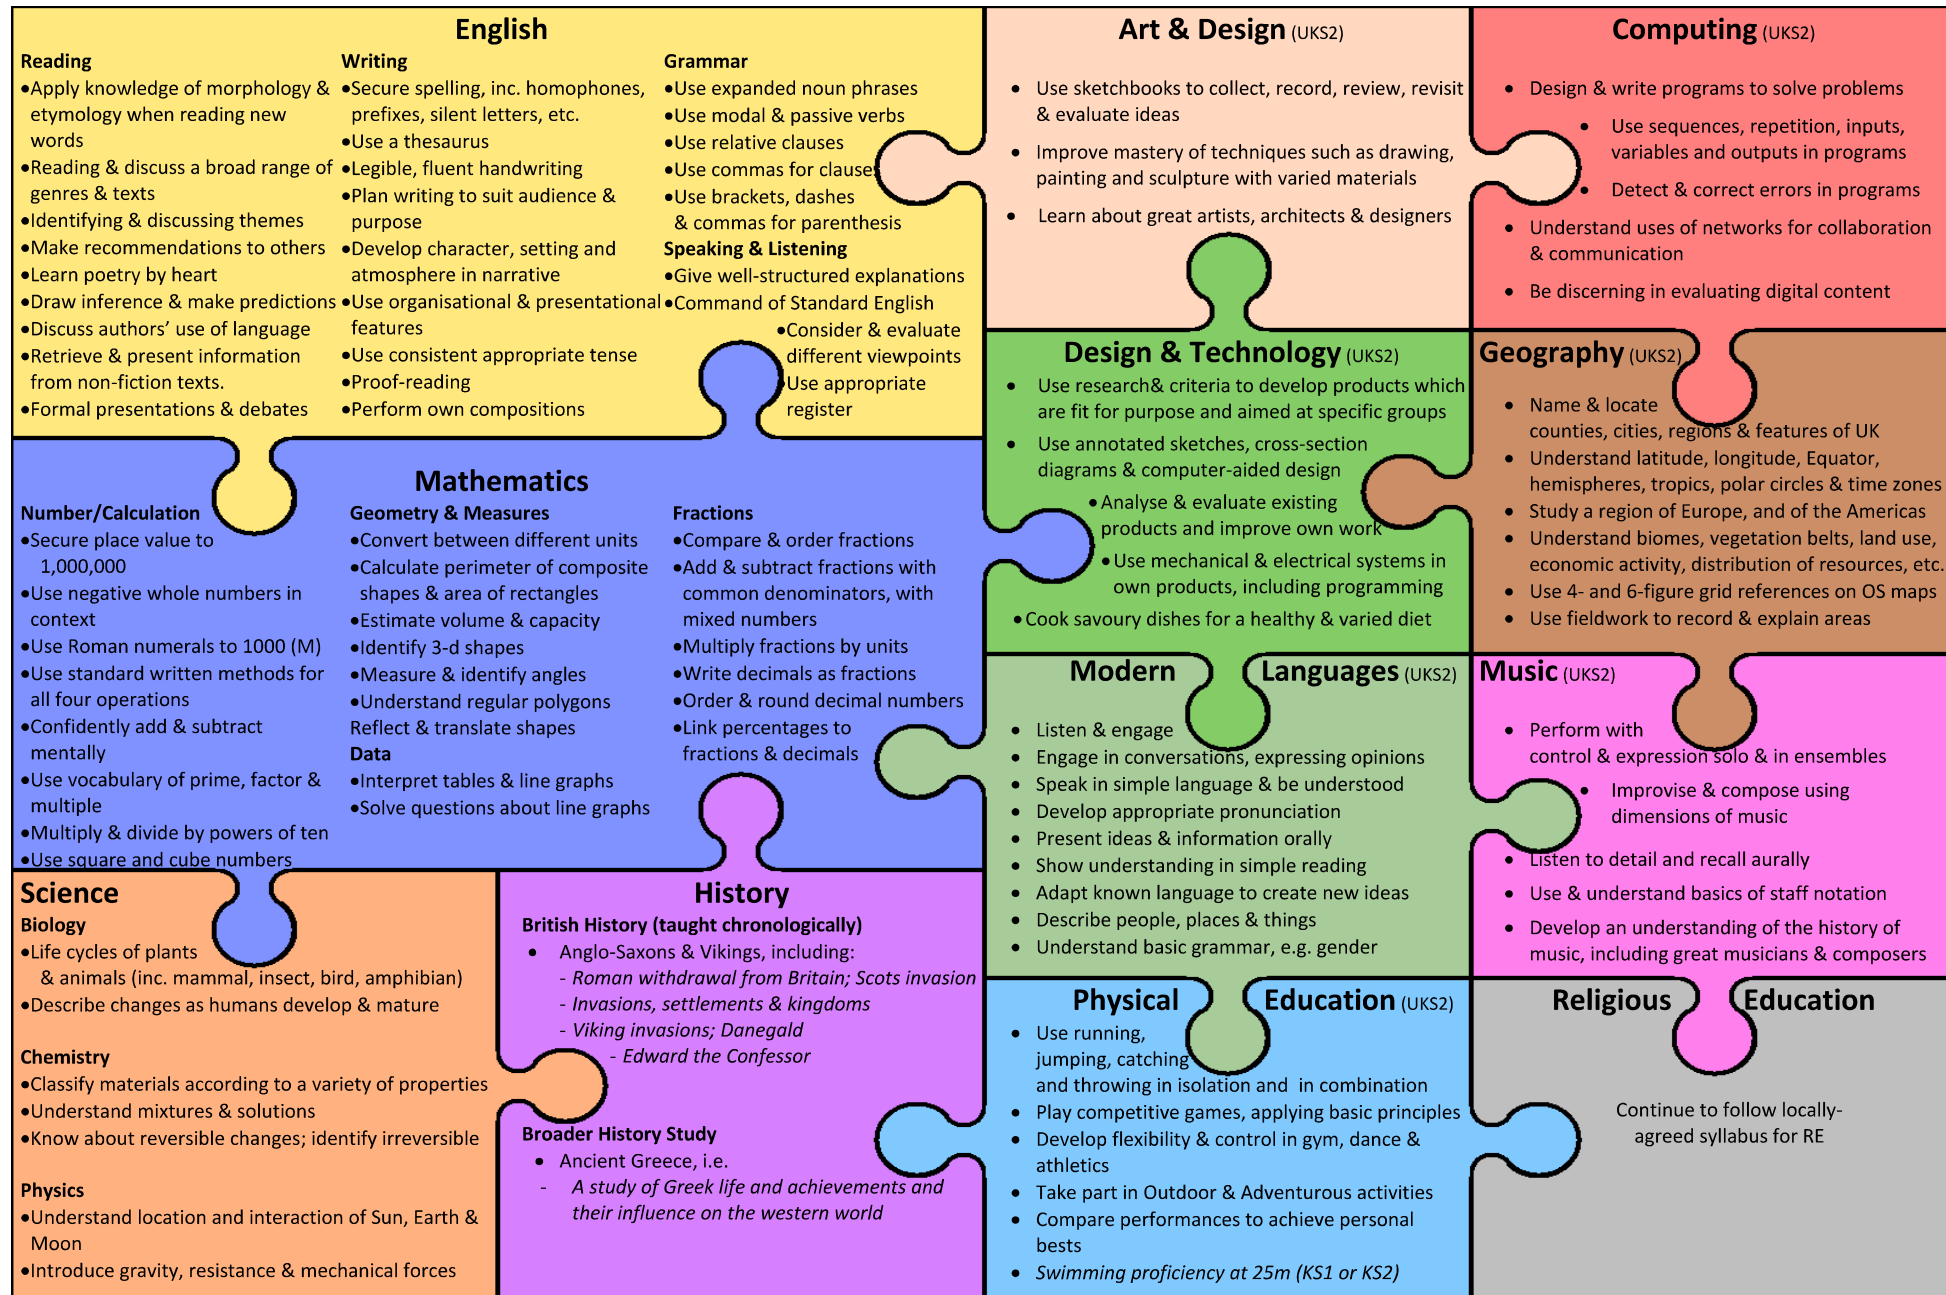 English
Reading
•Apply knowledge of morphology &
etymology when reading new
words
•Reading & discuss a broad range of
genres & texts
•Identifying & discussing themes
•Make recommendations to others
•Learn poetry by heart
•Draw inference & make predictions
•Discuss authors’ use of language
•Retrieve & present information
from non-fiction texts.
•Formal presentations & debates
Writing
•Secure spelling, inc. homophones,
prefixes, silent letters, etc.
•Use a thesaurus
•Legible, fluent handwriting
•Plan writing to suit audience &
purpose
•Develop character, setting and
atmosphere in narrative
•Use organisational & presentational
features
•Use consistent appropriate tense
•Proof-reading
•Perform own compositions
Grammar
•Use expanded noun phrases
•Use modal & passive verbs
•Use relative clauses
•Use commas for clauses
•Use brackets, dashes
& commas for parenthesis
Speaking & Listening
•Give well-structured explanations
•Command of Standard English
•Consider & evaluate
different viewpoints
•Use appropriate
register
Art & Design (UKS2)
• Use sketchbooks to collect, record, review, revisit
& evaluate ideas
• Improve mastery of techniques such as drawing,
painting and sculpture with varied materials
• Learn about great artists, architects & designers
Computing (UKS2)
• Design & write programs to solve problems
• Use sequences, repetition, inputs,
variables and outputs in programs
• Detect & correct errors in programs
• Understand uses of networks for collaboration
& communication
• Be discerning in evaluating digital content
Mathematics
Number/Calculation
•Secure place value to
1,000,000
•Use negative whole numbers in
context
•Use Roman numerals to 1000 (M)
•Use standard written methods for
all four operations
•Confidently add & subtract
mentally
•Use vocabulary of prime, factor &
multiple
•Multiply & divide by powers of ten
•Use square and cube numbers
Geometry & Measures
•Convert between different units
•Calculate perimeter of composite
shapes & area of rectangles
•Estimate volume & capacity
•Identify 3-d shapes
•Measure & identify angles
•Understand regular polygons
Reflect & translate shapes
Data
•Interpret tables & line graphs
•Solve questions about line graphs
Fractions
•Compare & order fractions
•Add & subtract fractions with
common denominators, with
mixed numbers
•Multiply fractions by units
•Write decimals as fractions
•Order & round decimal numbers
•Link percentages to
fractions & decimals
Design & Technology (UKS2)
• Use research& criteria to develop products which
are fit for purpose and aimed at specific groups
• Use annotated sketches, cross-section
diagrams & computer-aided design
•Analyse & evaluate existing
products and improve own work
•Use mechanical & electrical systems in
own products, including programming
•Cook savoury dishes for a healthy & varied diet
Geography (UKS2)
• Name & locate
counties, cities, regions & features of UK
• Understand latitude, longitude, Equator,
hemispheres, tropics, polar circles & time zones
• Study a region of Europe, and of the Americas
• Understand biomes, vegetation belts, land use,
economic activity, distribution of resources, etc.
• Use 4- and 6-figure grid references on OS maps
• Use fieldwork to record & explain areas
Modern Languages (UKS2)
• Listen & engage
• Engage in conversations, expressing opinions
• Speak in simple language & be understood
• Develop appropriate pronunciation
• Present ideas & information orally
• Show understanding in simple reading
• Adapt known language to create new ideas
• Describe people, places & things
• Understand basic grammar, e.g. gender
Music (UKS2)
• Perform with
control & expression solo & in ensembles
• Improvise & compose using
dimensions of music
• Listen to detail and recall aurally
• Use & understand basics of staff notation
• Develop an understanding of the history of
music, including great musicians & composers
Science
Biology
•Life cycles of plants
& animals (inc. mammal, insect, bird, amphibian)
•Describe changes as humans develop & mature
Chemistry
•Classify materials according to a variety of properties
•Understand mixtures & solutions
•Know about reversible changes; identify irreversible
Physics
•Understand location and interaction of Sun, Earth &
Moon
•Introduce gravity, resistance & mechanical forces
History
British History (taught chronologically)
• Anglo-Saxons & Vikings, including:
- Roman withdrawal from Britain; Scots invasion
- Invasions, settlements & kingdoms
- Viking invasions; Danegald
- Edward the Confessor
Broader History Study
• Ancient Greece, i.e.
- A study of Greek life and achievements and
their influence on the western world
Physical Education (UKS2)
• Use running,
jumping, catching
and throwing in isolation and in combination
• Play competitive games, applying basic principles
• Develop flexibility & control in gym, dance &
athletics
• Take part in Outdoor & Adventurous activities
• Compare performances to achieve personal
bests
• Swimming proficiency at 25m (KS1 or KS2)
Religious Education
Continue to follow locally-
agreed syllabus for RE